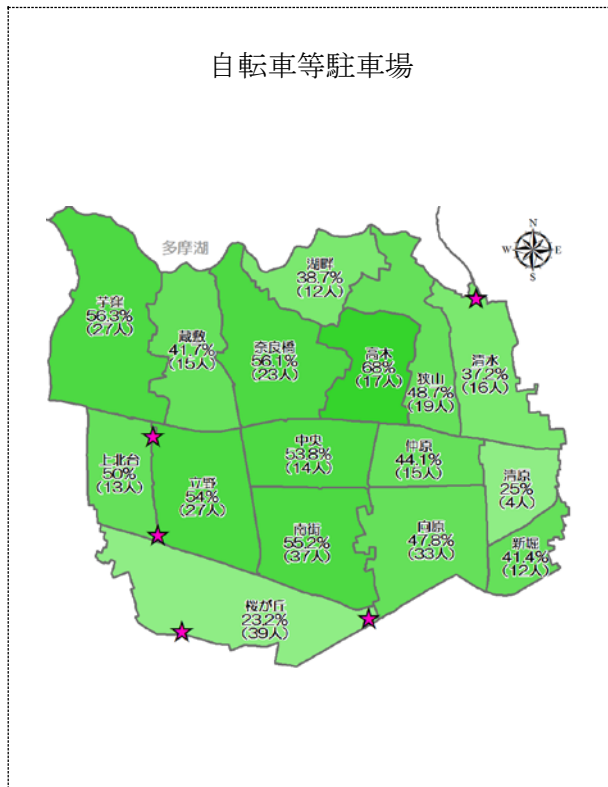 自転車等駐車場
多摩湖
N
W
E
S
湖畔
38.7%
(12人)
芋窪
56.3%
(27人)
蔵敷
41.7%
(15人)
奈良橋
56.1%
(23人)
高木
68%
(17人)
狭山
48.7%
(19人)
清水
37.2%
(16人)
上北台
50%
(13人)
立野
54%
(27人)
中央
53.8%
(14人)
仲原
44.1%
(15人)
清原
25%
(4人)
南街
55.2%
(37人)
向原
47.8%
(33人)
新堀
41.4%
(12人)
桜が丘
23.2%
(39人)